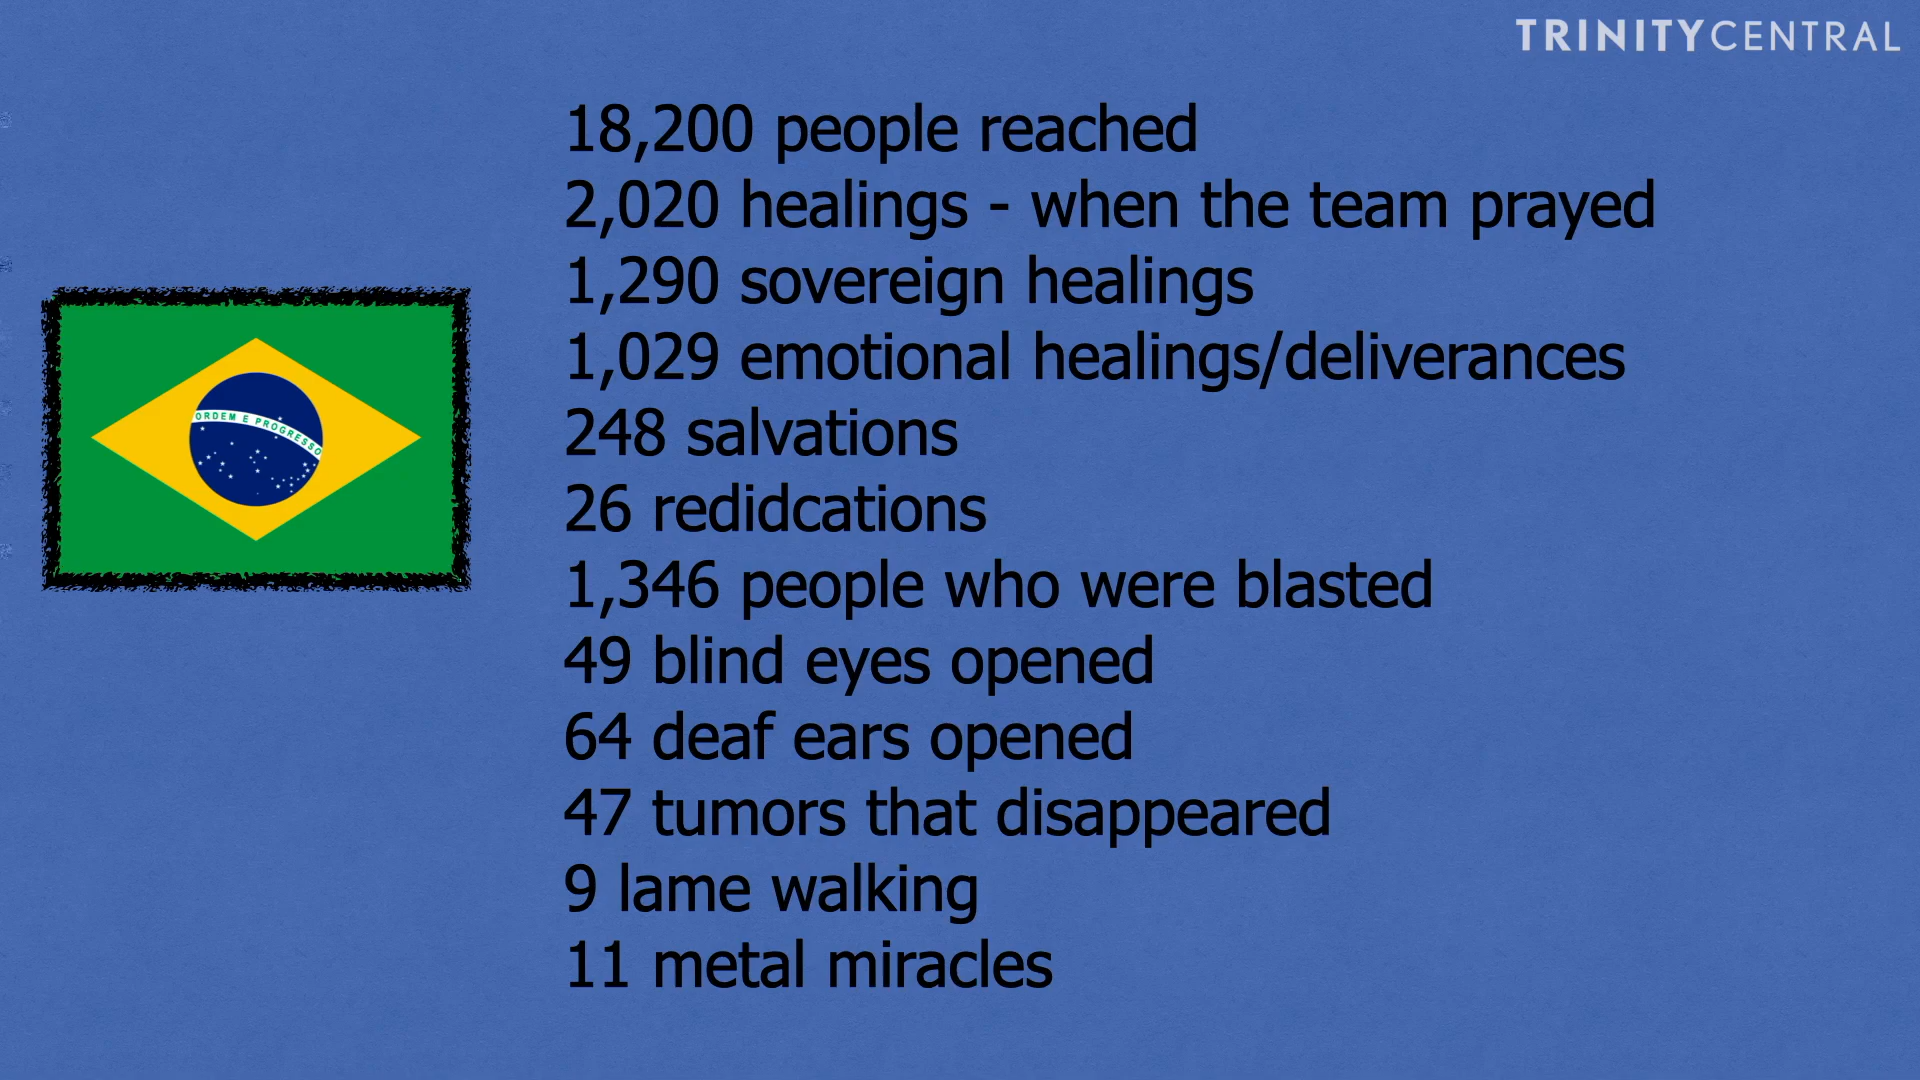 TRINITYCENTRAL
18,200 people reached
2,020 healings - when the team prayed
1,290 sovereign healings
1,029 emotional healings/deliverances
248 salvations
26 redidcations
1,346 people who were blasted
49 blind eyes opened
64 deaf ears opened
47 tumors that disappeared
9 lame walking
11 metal miracles
ORDEM E PROGRESSO